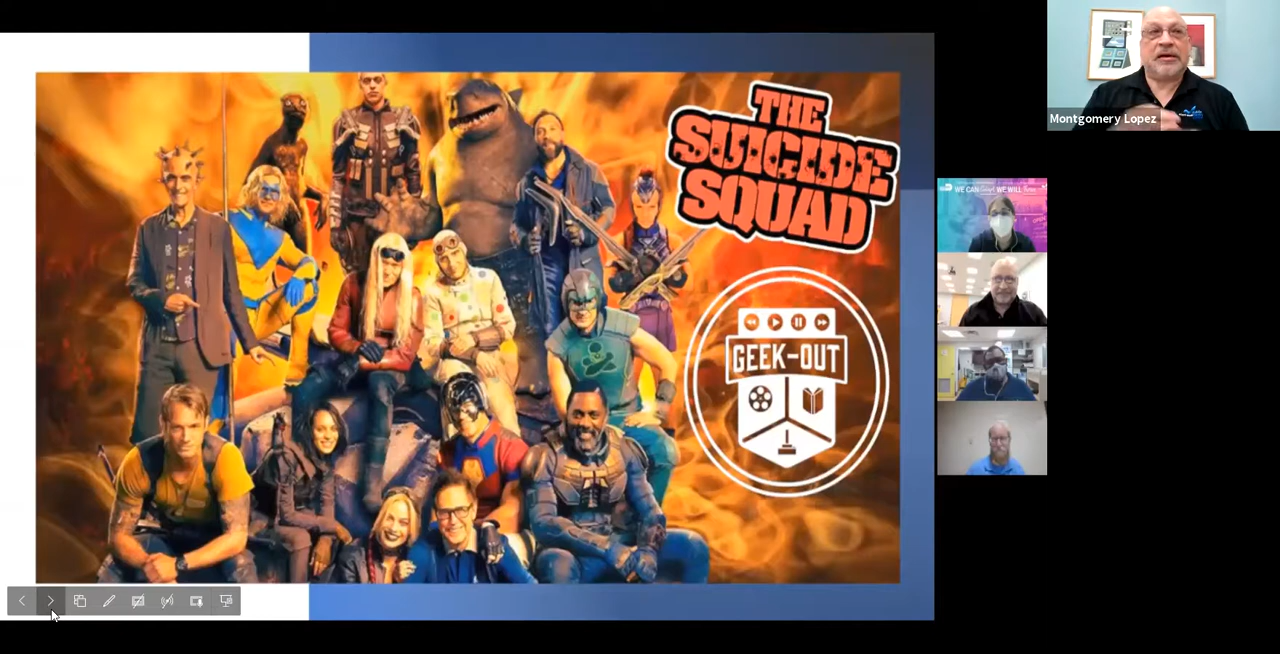 THE
SUICIDE
SQUAD
GEEK-OUT
Montgomery Lopez
WE CAN WE WILL